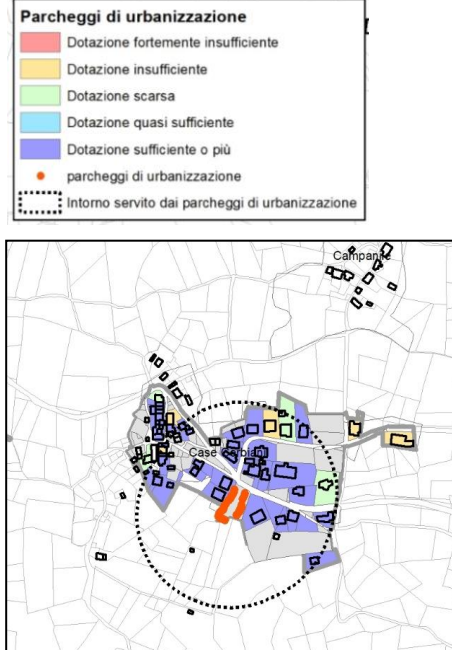 Parcheggi di urbanizzazione
Dotazione fortemente insufficiente
Dotazione insufficiente
Dotazione scarsa
Dotazione quasi sufficiente
Dotazione sufficiente o più
parcheggi di urbanizzazione
Intorno servito dai parcheggi di urbanizzazione
Campanile
Case